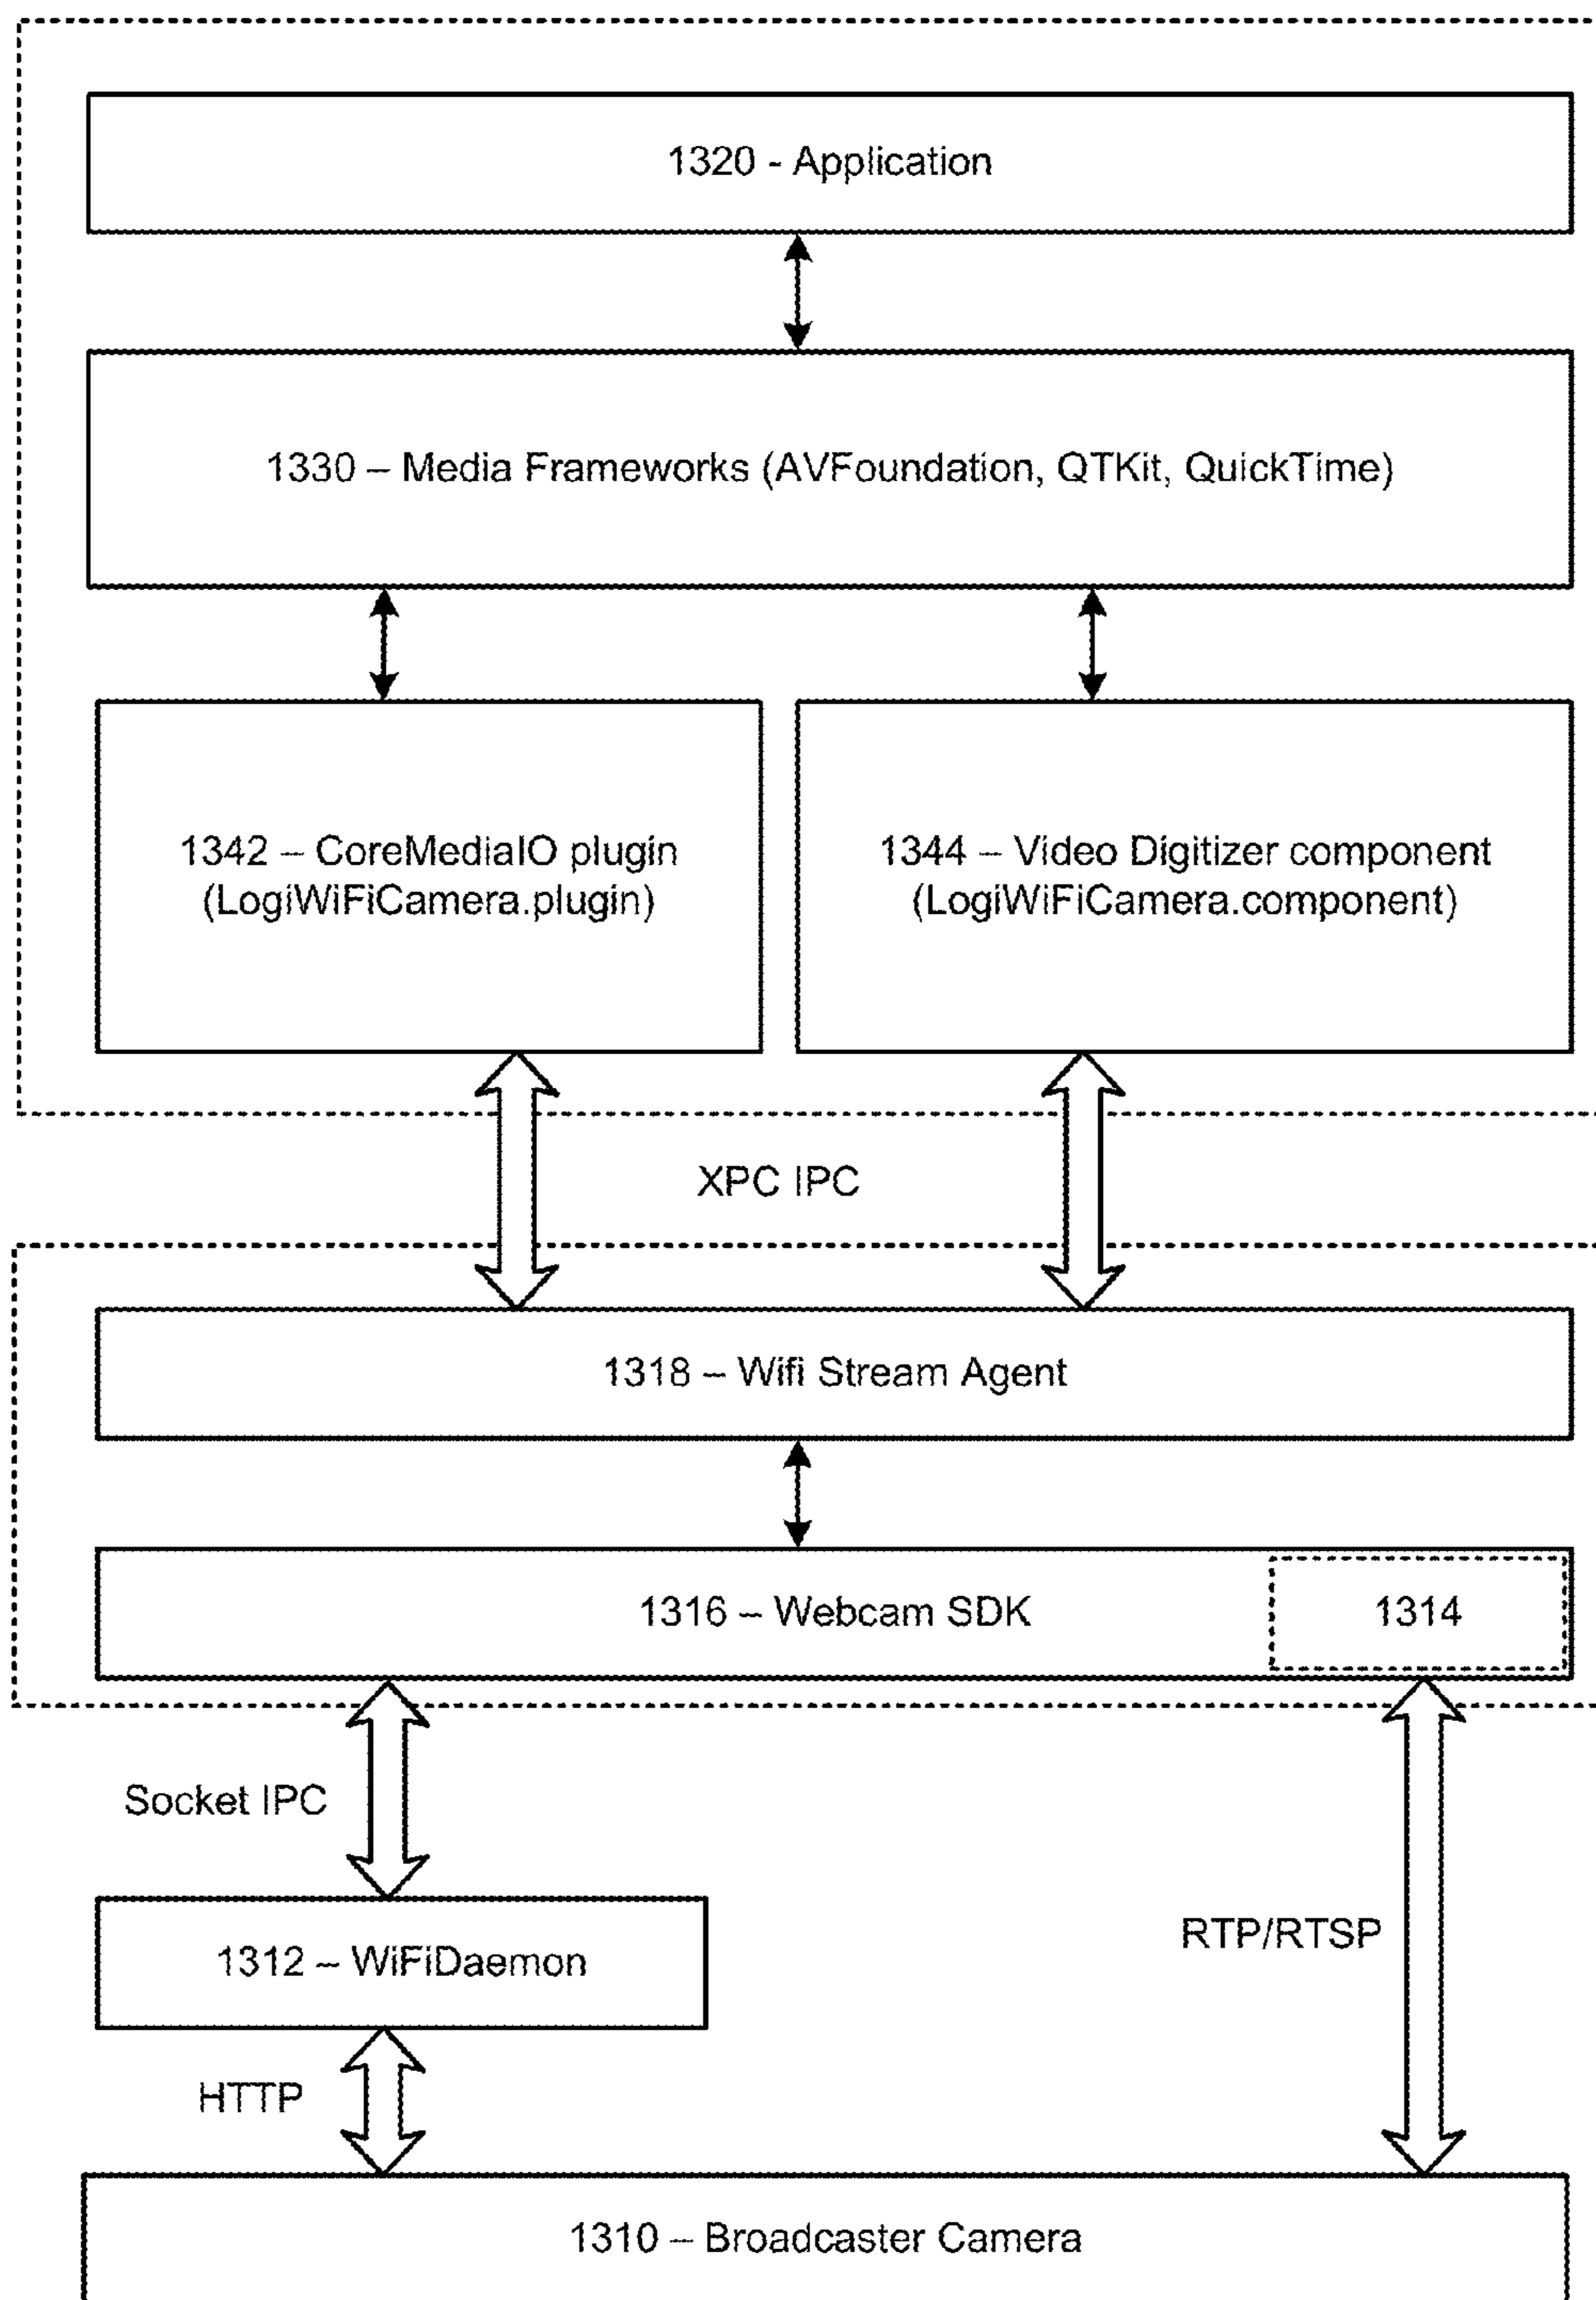 1320 - Application
1330 – Media Frameworks (AVFoundation, QTKit, QuickTime)
1342 – CoreMediaIO plugin
(LogiWiFiCamera.plugin)
1344 – Video Digitizer component
(LogiWiFiCamera.component)
XPC IPC
1318 – Wifi Stream Agent
1316 – Webcam SDK
1314
Socket IPC
1312 – WiFiDaemon
RTP/RTSP
HTTP
1310 – Broadcaster Camera